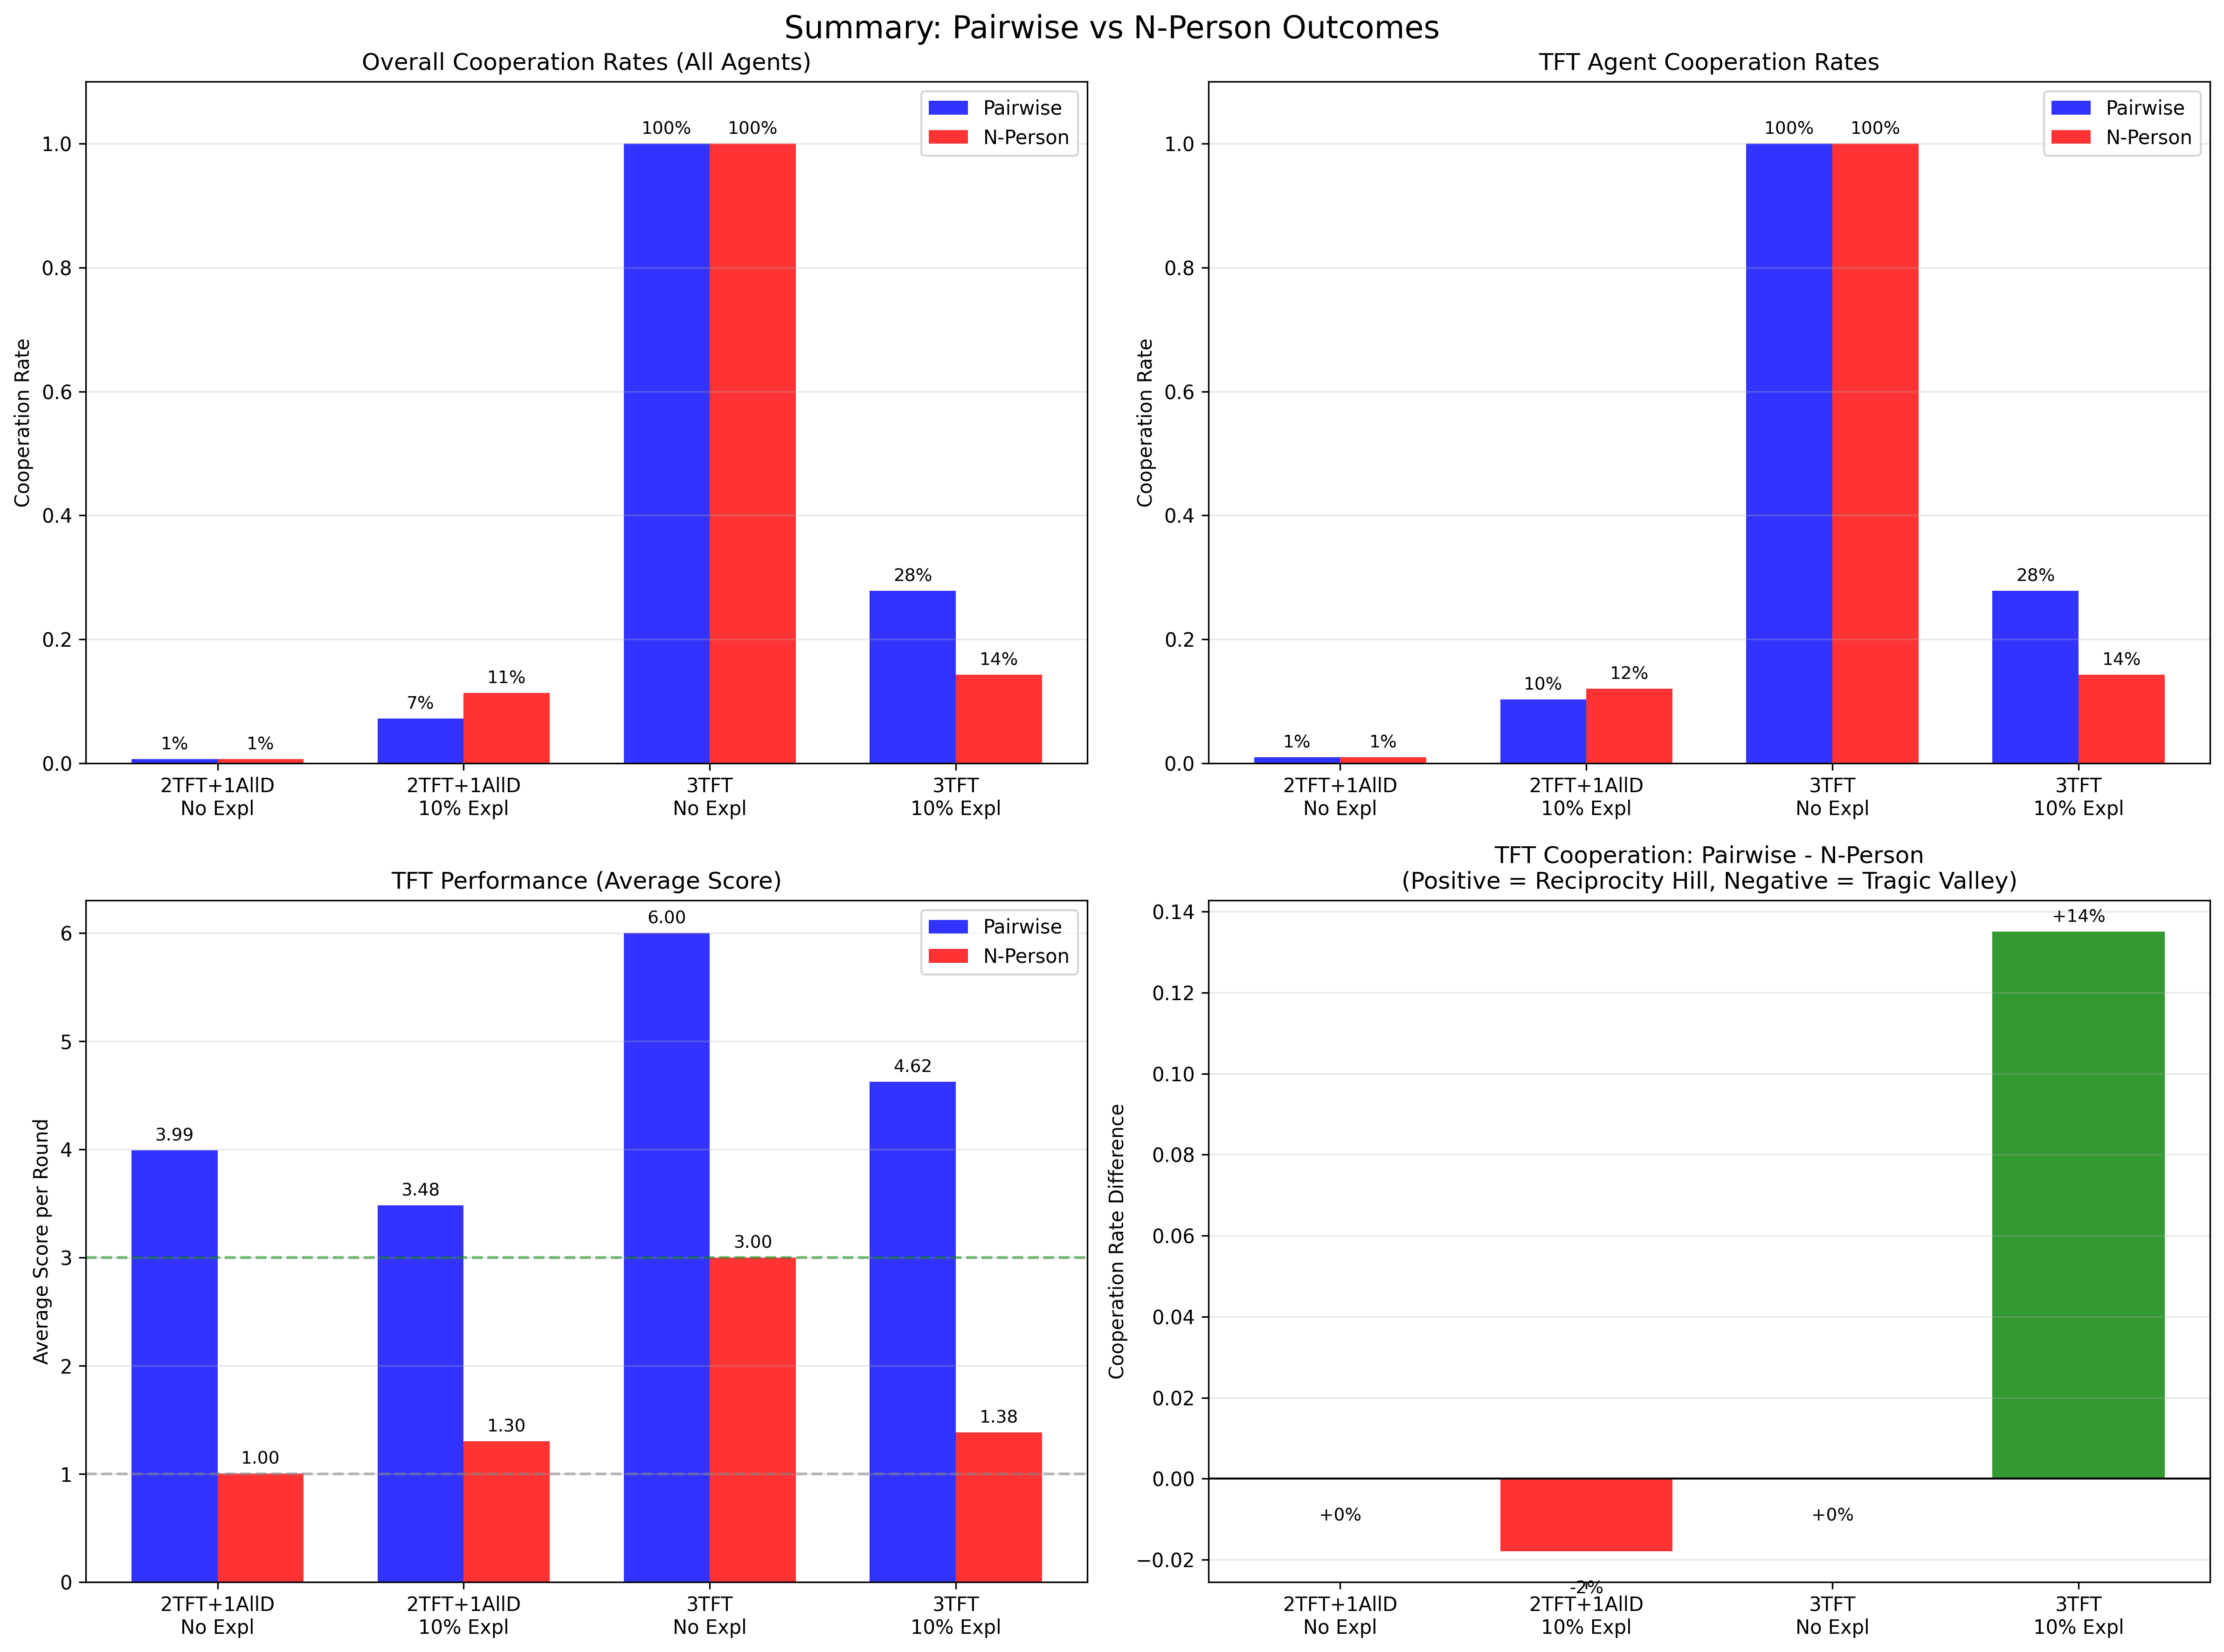 Summary: Pairwise vs N-Person Outcomes
Overall Cooperation Rates (All Agents)
Cooperation Rate
1.0
0.8
0.6
0.4
0.2
0.0
Pairwise
N-Person
1%
1%
7%
11%
100%
100%
28%
14%
2TFT+1AllD
No Expl
2TFT+1AllD
10% Expl
3TFT
No Expl
3TFT
10% Expl
TFT Agent Cooperation Rates
Cooperation Rate
1.0
0.8
0.6
0.4
0.2
0.0
Pairwise
N-Person
1%
1%
10%
12%
100%
100%
28%
14%
2TFT+1AllD
No Expl
2TFT+1AllD
10% Expl
3TFT
No Expl
3TFT
10% Expl
TFT Performance (Average Score)
Average Score per Round
6
5
4
3
2
1
0
Pairwise
N-Person
3.99
1.00
3.48
1.30
6.00
3.00
4.62
1.38
2TFT+1AllD
No Expl
2TFT+1AllD
10% Expl
3TFT
No Expl
3TFT
10% Expl
TFT Cooperation: Pairwise - N-Person
(Positive = Reciprocity Hill, Negative = Tragic Valley)
Cooperation Rate Difference
0.14
0.12
0.10
0.08
0.06
0.04
0.02
0.00
−0.02
+0%
-2%
+0%
+14%
2TFT+1AllD
No Expl
2TFT+1AllD
10% Expl
3TFT
No Expl
3TFT
10% Expl